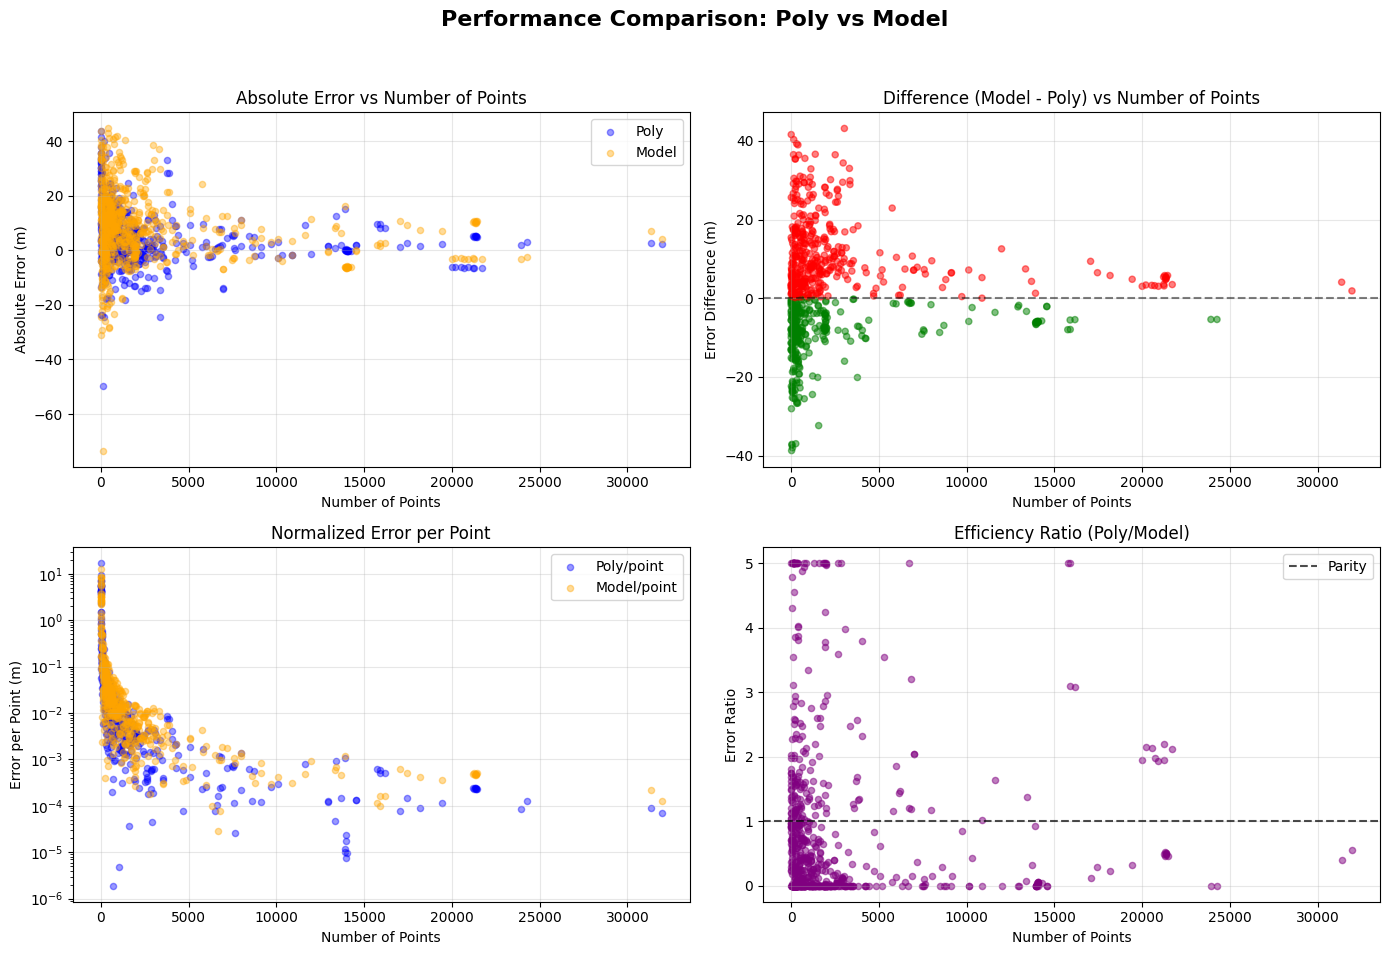 Performance Comparison: Poly vs Model
Absolute Error vs Number of Points
Absolute Error (m)
40
20
0
−20
−40
−60
Poly
Model
0 5000 10000 15000 20000 25000 30000
Number of Points
Difference (Model - Poly) vs Number of Points
Error Difference (m)
40
20
0
−20
−40
0 5000 10000 15000 20000 25000 30000
Number of Points
Normalized Error per Point
Error per Point (m)
10¹
10⁰
10⁻¹
10⁻²
10⁻³
10⁻⁴
10⁻⁵
10⁻⁶
Poly/point
Model/point
0 5000 10000 15000 20000 25000 30000
Number of Points
Efficiency Ratio (Poly/Model)
Error Ratio
5
4
3
2
1
0
Parity
0 5000 10000 15000 20000 25000 30000
Number of Points